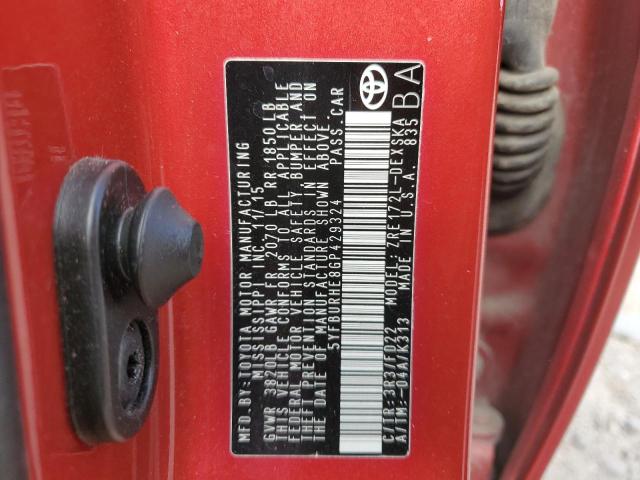 MFD.BY:TOYOTA MOTOR MANUFACTURING
MISSISSIPPI INC. 11/15
GVWR 3820LB GAWR FR 2070 LB RR 1850 LB
THIS VEHICLE CONFORMS TO ALL APPLICABLE
FEDERAL MOTOR VEHICLE SAFETY BUMPER AND
THEFT PREVENTION STANDARDS IN EFFECT ON
THE DATE OF MANUFACTURE SHOWN ABOVE.
5YFBURHE8GP429324 PASS.CAR
C/TR:3R3/FD22 MODEL:ZRE172L-DEXSKA
A/TM:-04A/K313 MADE IN U.S.A. 835
BA